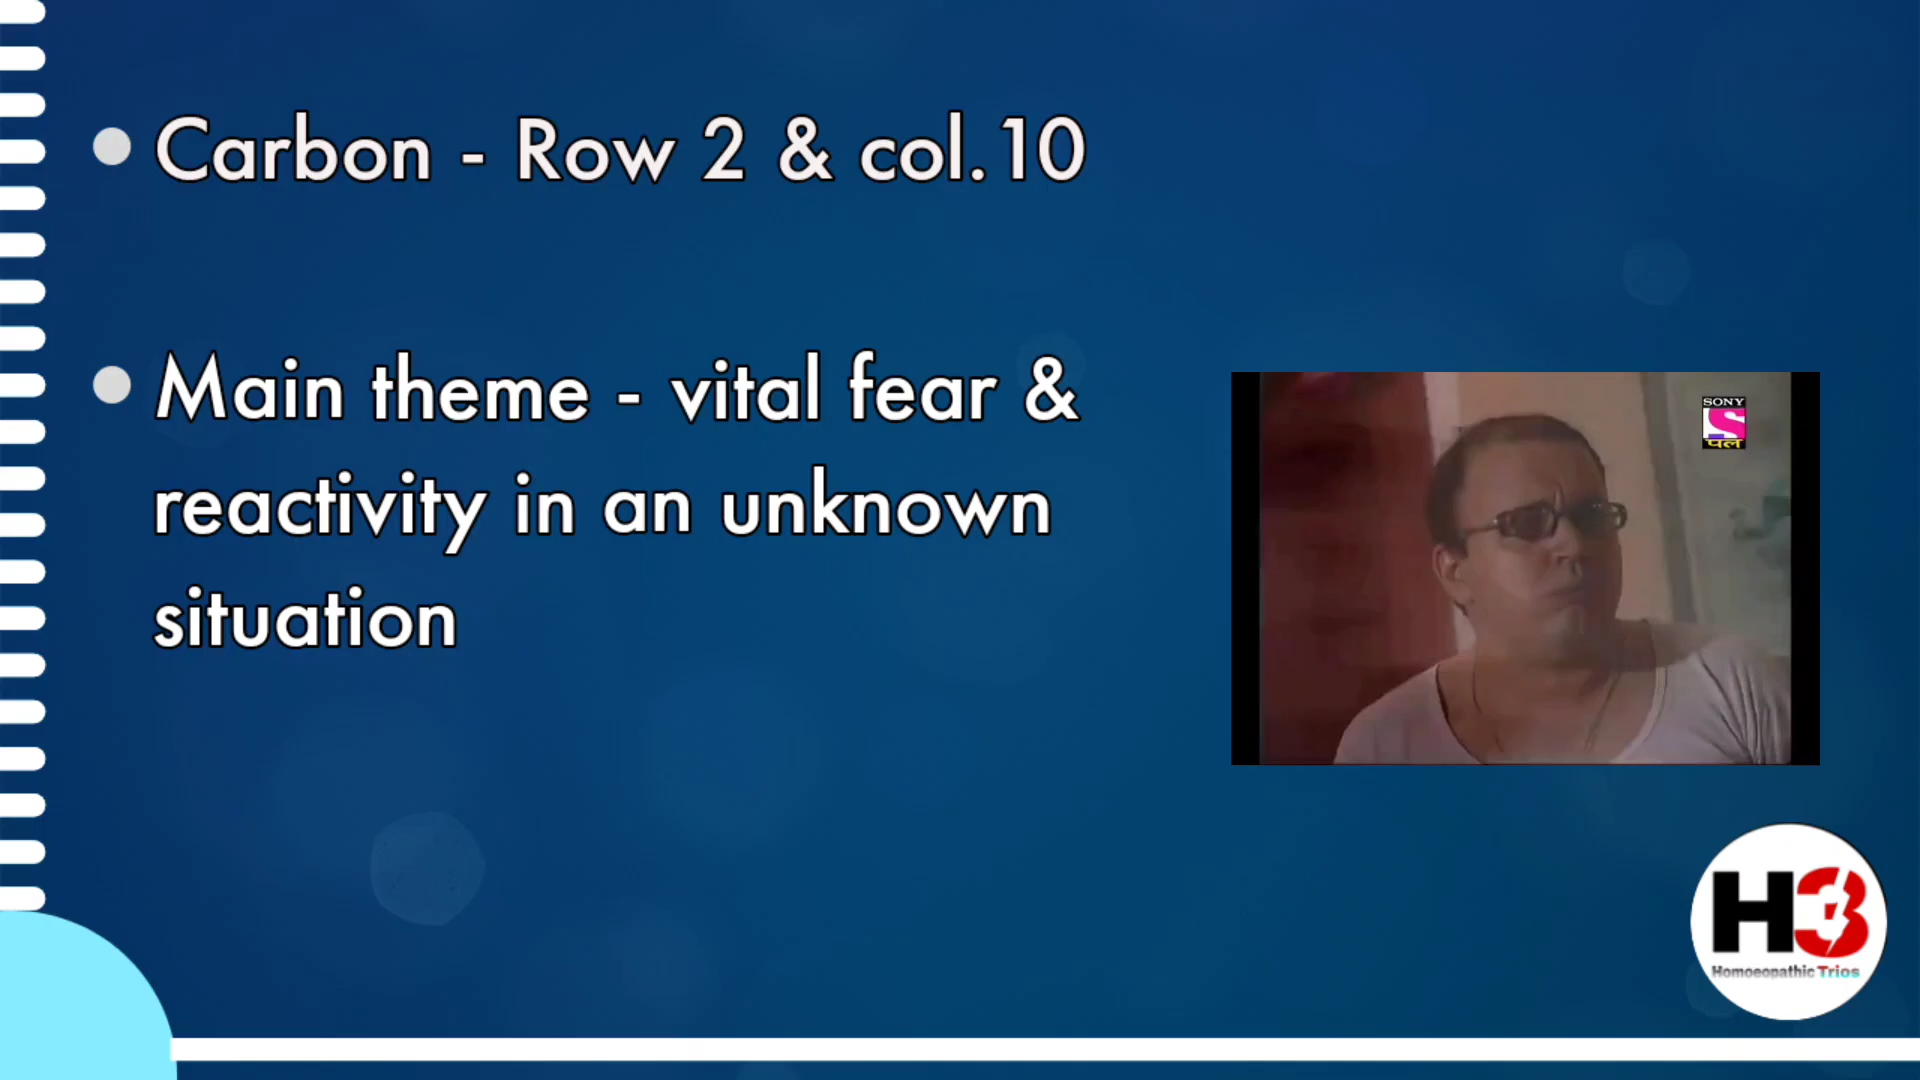 Carbon - Row 2 & col.10
Main theme - vital fear &
reactivity in an unknown
situation
SONY
S
पल
H3
Homoeopathic Trios